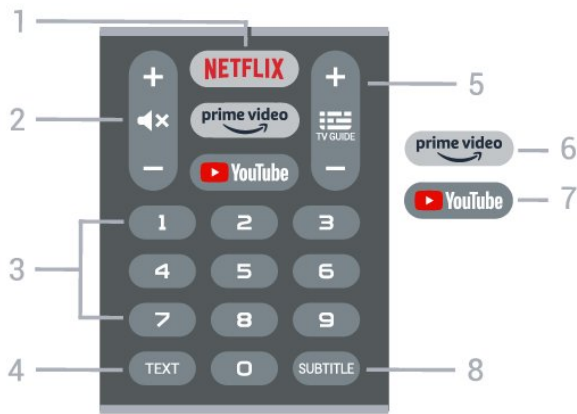 1
+ NETFLIX + 5
2 prime video TV GUIDE
prime video 6
- YouTube -
YouTube 7
1 2 3
3 4 5 6
7 8 9
4 TEXT 0 SUBTITLE 8